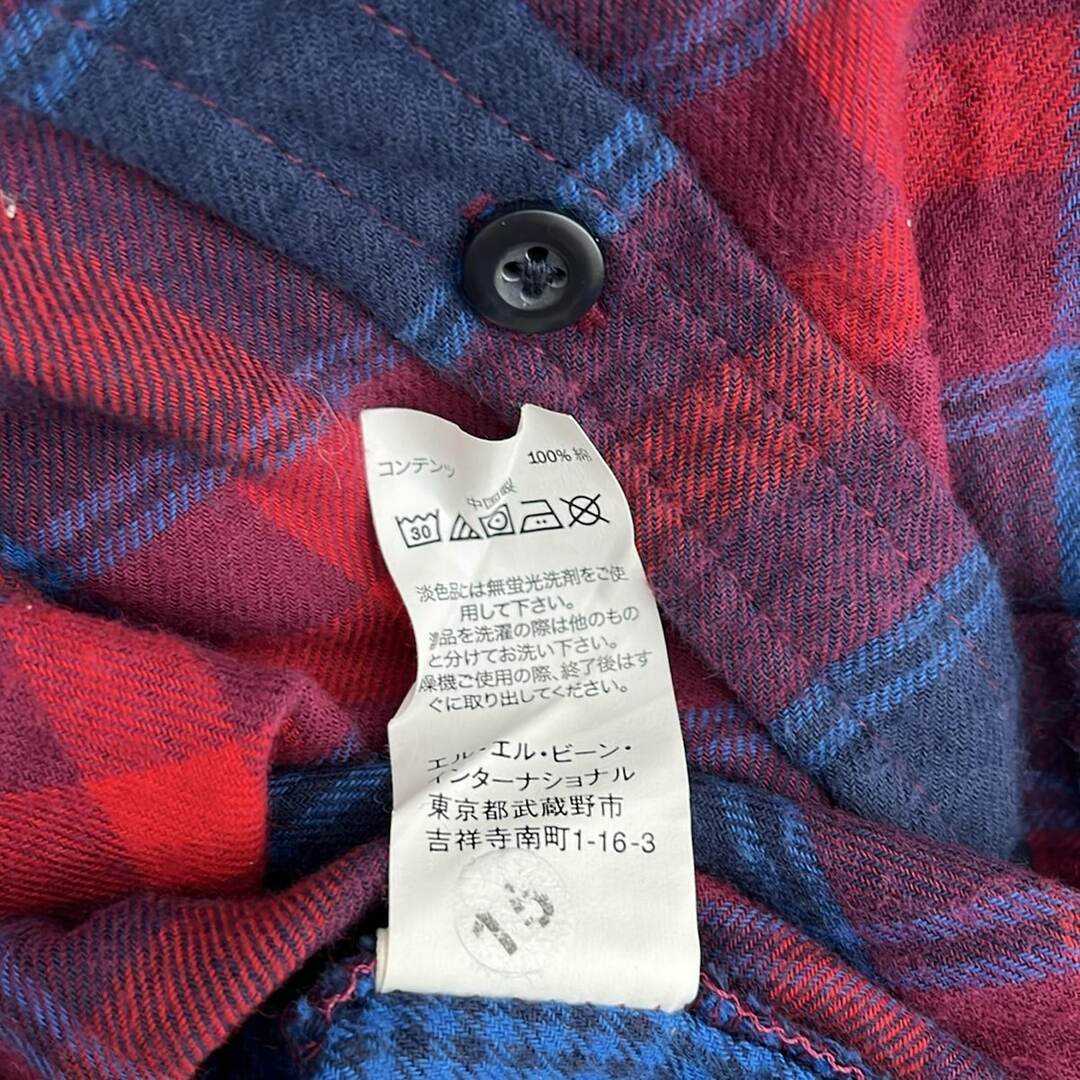 コンテンツ 100% 綿
中国製
30
淡色品には無蛍光洗剤をご使
用して下さい。
品を洗濯の際は他のもの
と分けてお洗い下さい。
燥機ご使用の際、終了後はす
ぐに取り出してください。
エル・エル・ビーン・
インターナショナル
東京都武蔵野市
吉祥寺南町1-16-3